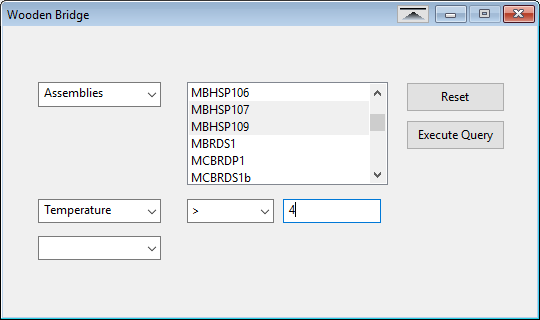 Wooden Bridge
Assemblies
MBHSP106
MBHSP107
MBHSP109
MBRDS1
MCBRDP1
MCBRDS1b
Reset
Execute Query
Temperature
>
4